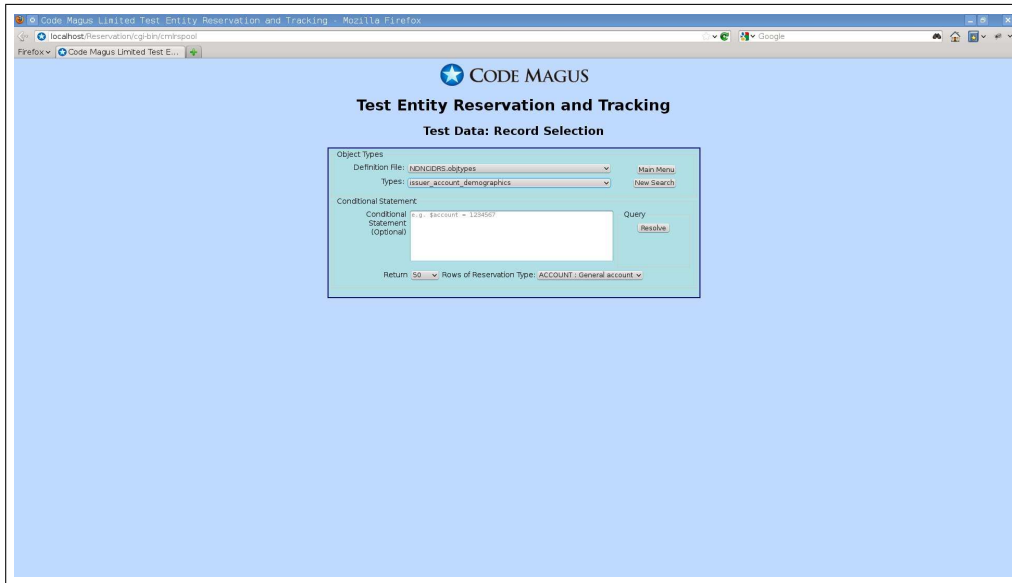 Code Magus Limited Test Entity Reservation and Tracking - Mozilla Firefox
localhost/Reservation/cgi-bin/cmlrspool
Google
Firefox
Code Magus Limited Test E...
CODE MAGUS
Test Entity Reservation and Tracking
Test Data: Record Selection
Object Types
Definition File: NDNCIDRS.objtypes
Main Menu
Types: issuer_account_demographics
New Search
Conditional Statement
Conditional Statement (Optional)
e.g. $account = 1234567
Query
Resolve
Return 50 Rows of Reservation Type: ACCOUNT : General account